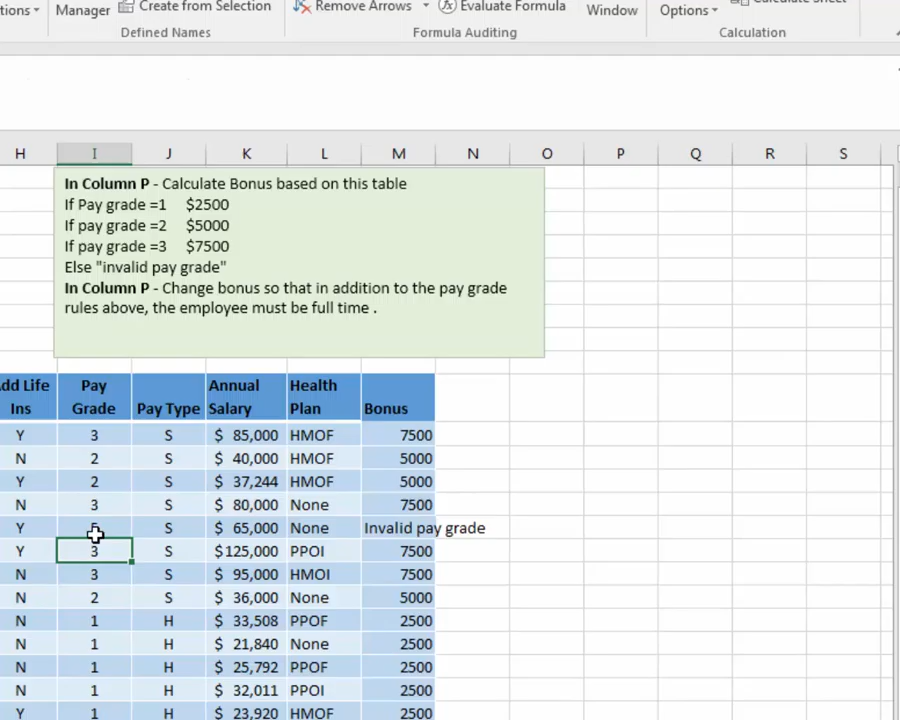 tions
Manager
Create from Selection
Remove Arrows
Evaluate Formula
Window
Options
Calculate Sheet
Defined Names
Formula Auditing
Calculation
H I J K L M N O P Q R S
In Column P - Calculate Bonus based on this table
If Pay grade =1 $2500
If pay grade =2 $5000
If pay grade =3 $7500
Else "invalid pay grade"
In Column P - Change bonus so that in addition to the pay grade
rules above, the employee must be full time .
dd Life Pay Annual Health
Ins Grade Pay Type Salary Plan Bonus
Y 3 S $ 85,000 HMOF 7500
N 2 S $ 40,000 HMOF 5000
Y 2 S $ 37,244 HMOF 5000
N 3 S $ 80,000 None 7500
Y S $ 65,000 None Invalid pay grade
Y 3 S $125,000 PPOI 7500
N 3 S $ 95,000 HMOI 7500
N 2 S $ 36,000 None 5000
N 1 H $ 33,508 PPOF 2500
N 1 H $ 21,840 None 2500
N 1 H $ 25,792 PPOF 2500
N 1 H $ 32,011 PPOI 2500
Y 1 H $ 23,920 HMOF 2500